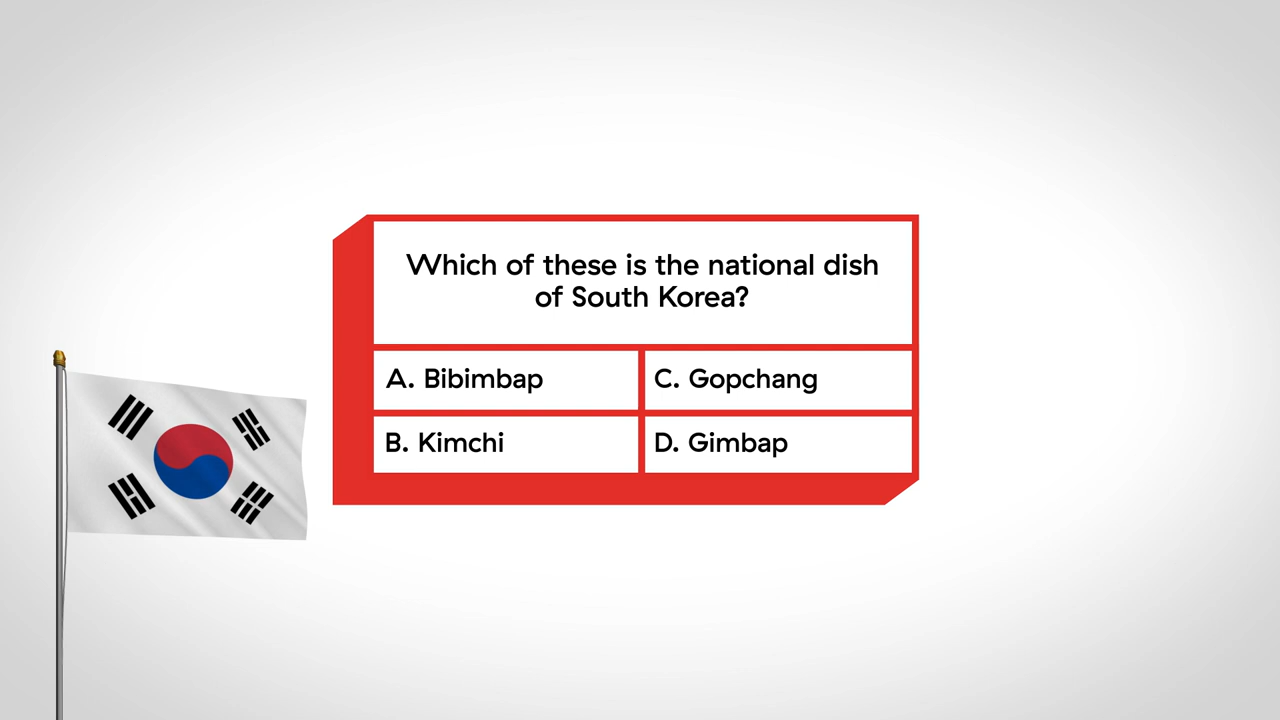 Which of these is the national dish
of South Korea?
A. Bibimbap
C. Gopchang
B. Kimchi
D. Gimbap